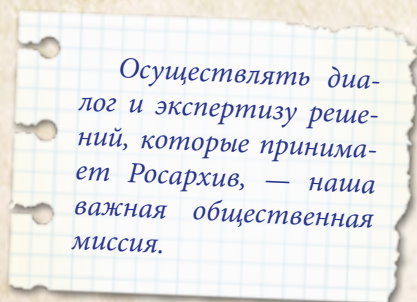 Осуществлять диа-
лог и экспертизу реше-
ний, которые принима-
ет Росархив, — наша
важная общественная
миссия.